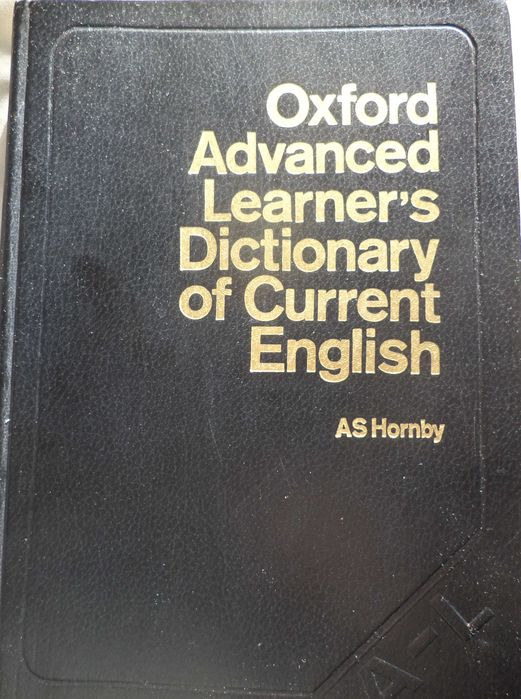 Oxford
Advanced
Learner's
Dictionary
of Current
English
AS Hornby
A-L